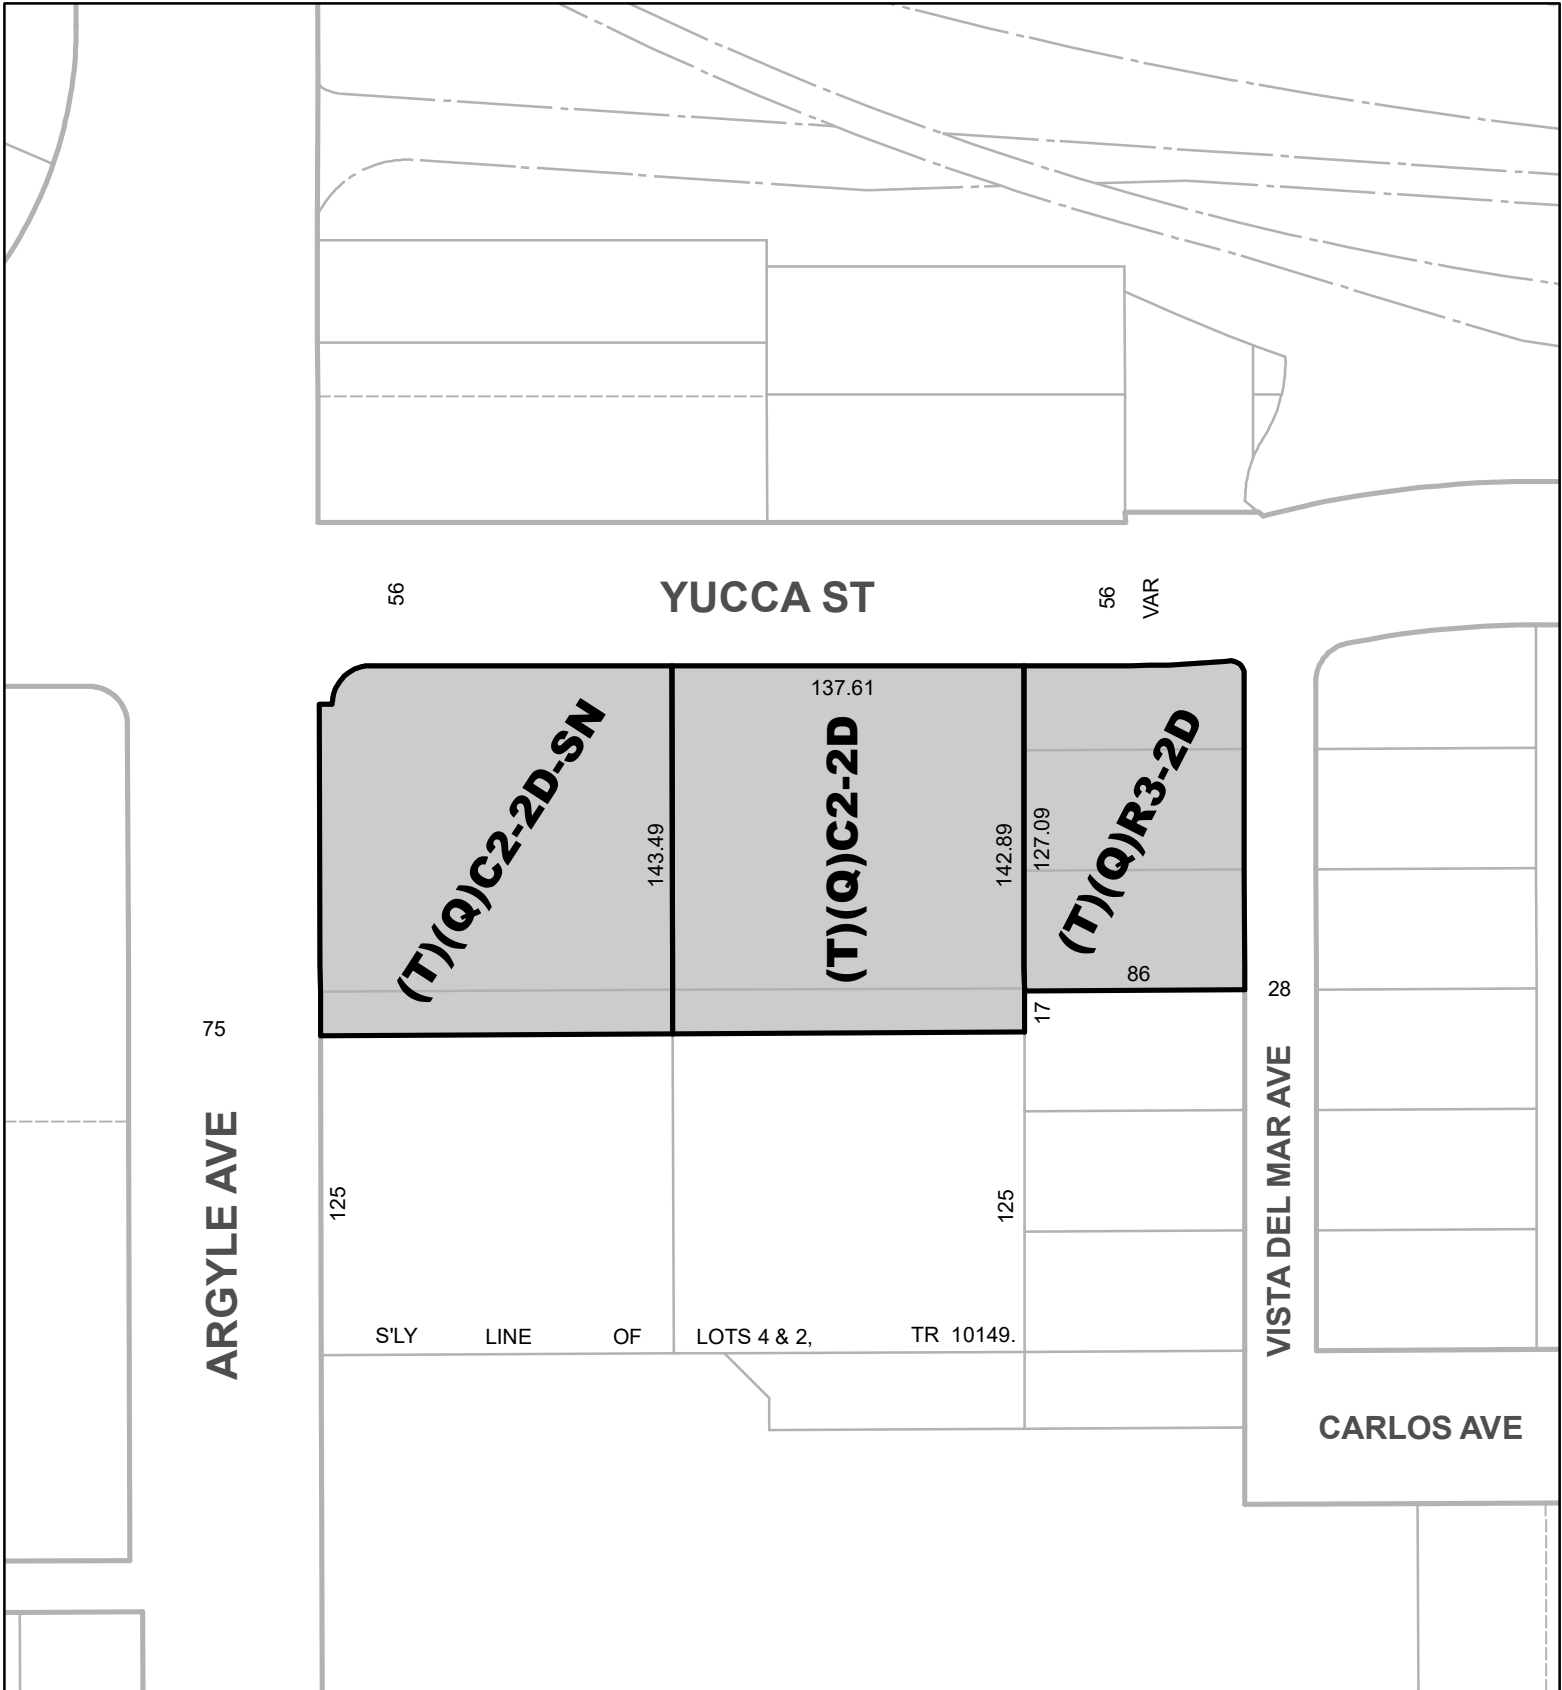 56
YUCCA ST
56
VAR
137.61
(T)(Q)C2-2D-SN
(T)(Q)C2-2D
(T)(Q)R3-2D
143.49
142.89
127.09
86
17
28
75
ARGYLE AVE
VISTA DEL MAR AVE
125
125
S'LY LINE OF LOTS 4 & 2, TR 10149.
CARLOS AVE